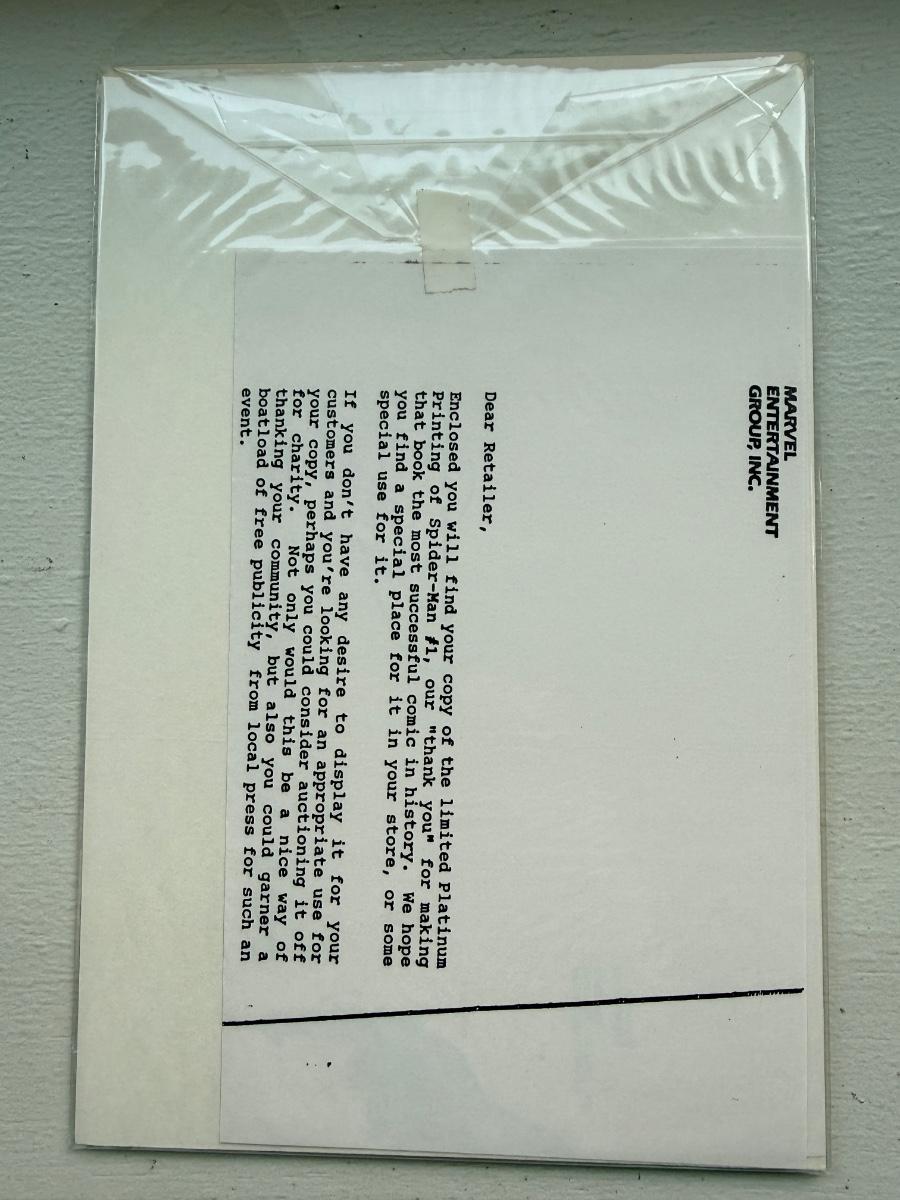 MARVEL
ENTERTAINMENT
GROUP, INC.
Dear Retailer,
Enclosed you will find your copy of the limited Platinum
Printing of Spider-Man #1, our "thank you" for making
that book the most successful comic in history. We hope
you find a special place for it in your store, or some
special use for it.
If you don't have any desire to display it for your
customers and you're looking for an appropriate use for
your copy, perhaps you could consider auctioning it off
for charity. Not only would this be a nice way of
thanking your community, but also you could garner a
boatload of free publicity from local press for such an
event.